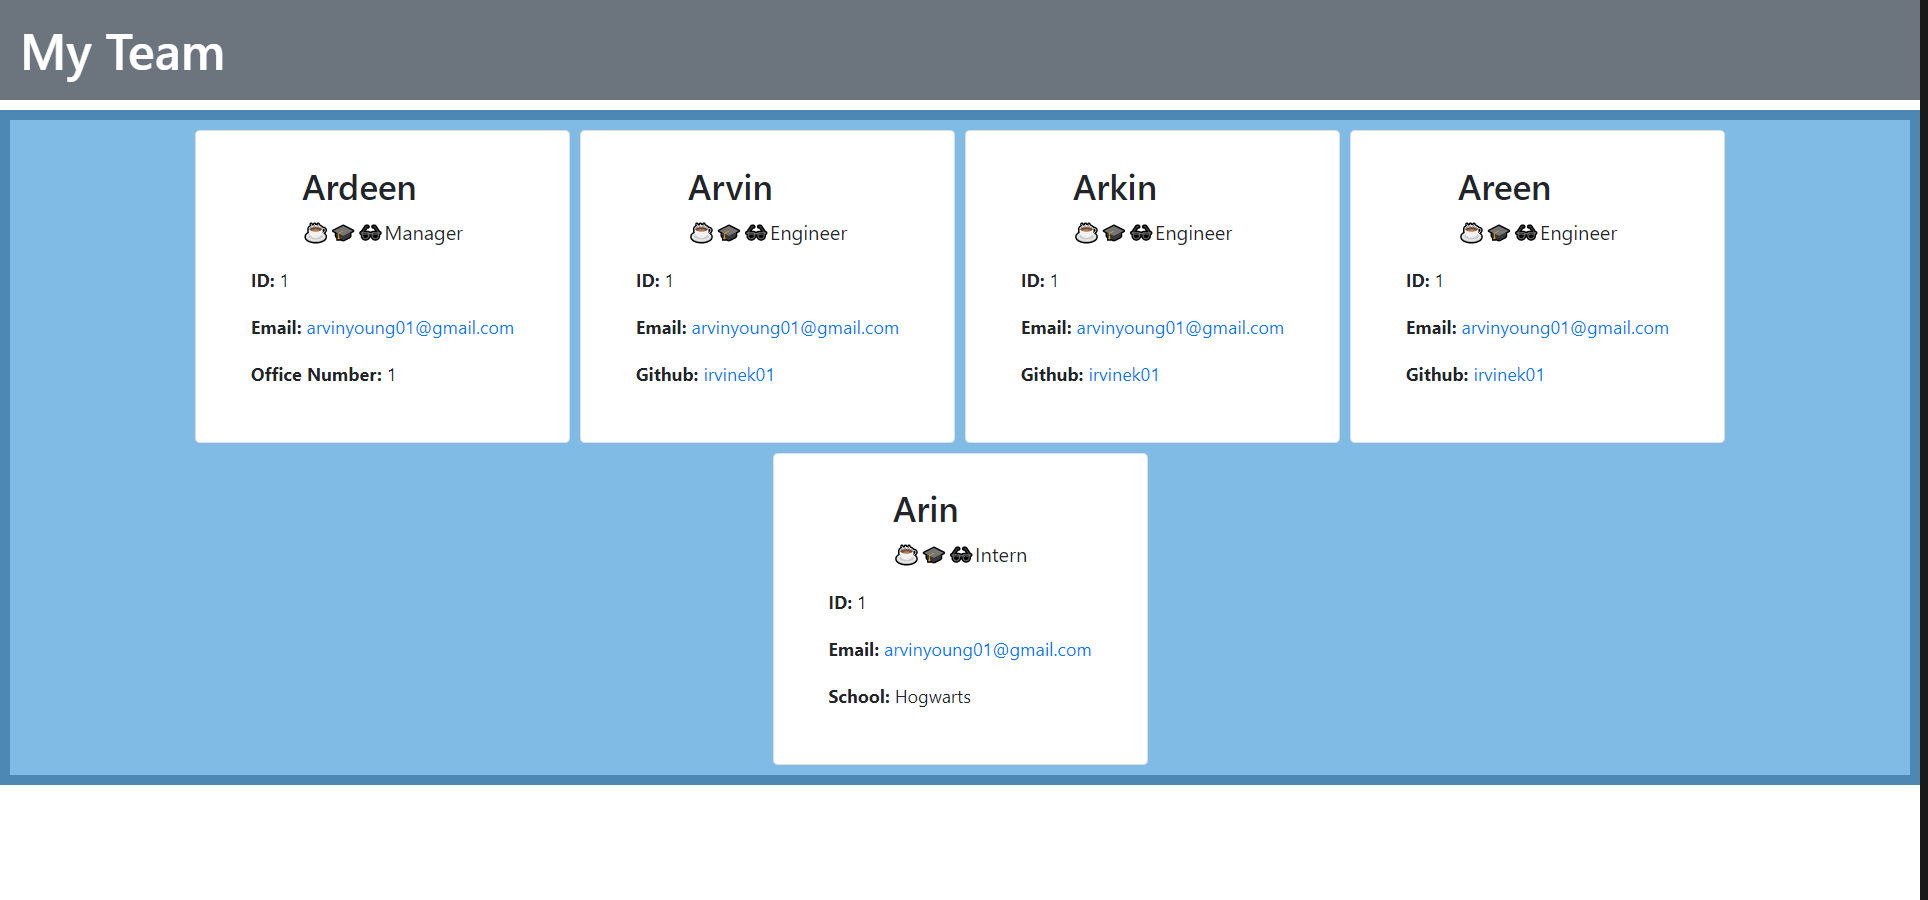 My Team
Ardeen
☕🎓🕶Manager
ID: 1
Email: arvinyoung01@gmail.com
Office Number: 1
Arvin
☕🎓🕶Engineer
ID: 1
Email: arvinyoung01@gmail.com
Github: irvinek01
Arkin
☕🎓🕶Engineer
ID: 1
Email: arvinyoung01@gmail.com
Github: irvinek01
Areen
☕🎓🕶Engineer
ID: 1
Email: arvinyoung01@gmail.com
Github: irvinek01
Arin
☕🎓🕶Intern
ID: 1
Email: arvinyoung01@gmail.com
School: Hogwarts